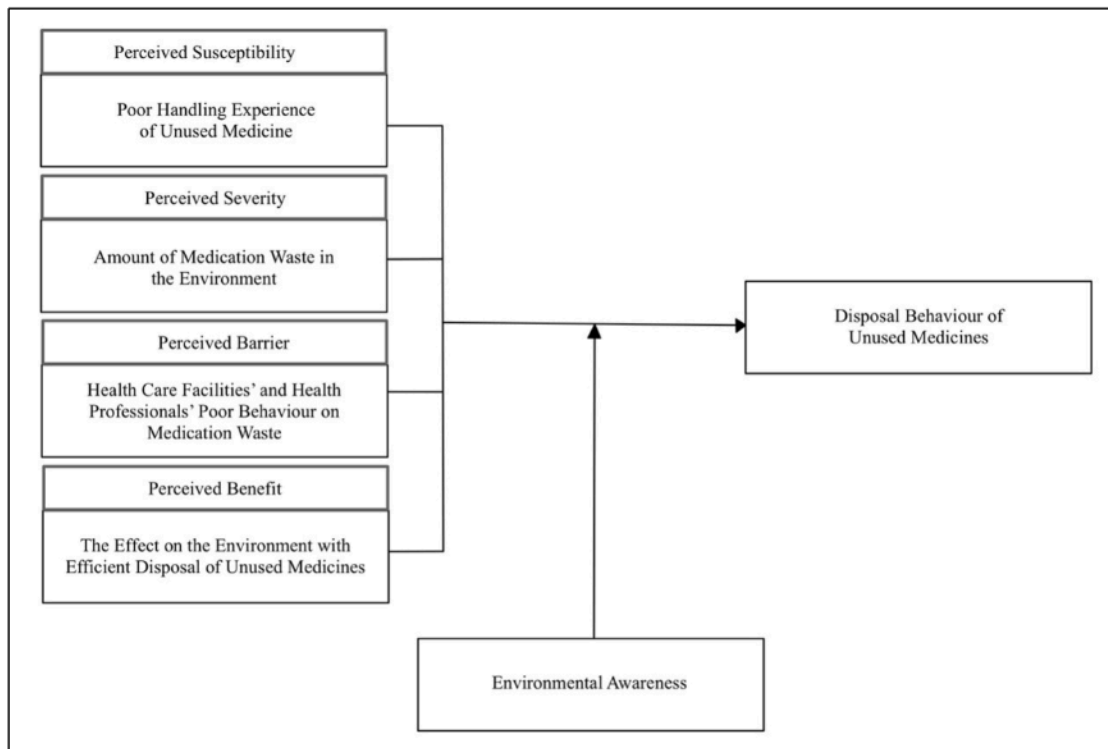 Perceived Susceptibility
Poor Handling Experience
of Unused Medicine
Perceived Severity
Amount of Medication Waste in
the Environment
Perceived Barrier
Health Care Facilities’ and Health
Professionals’ Poor Behaviour on
Medication Waste
Perceived Benefit
The Effect on the Environment with
Efficient Disposal of Unused Medicines
Disposal Behaviour of
Unused Medicines
Environmental Awareness